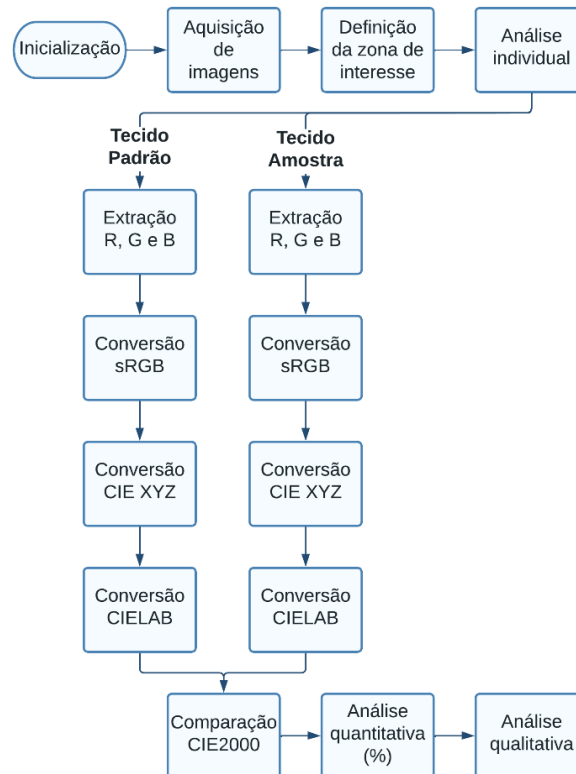 Inicialização
Aquisição
de
imagens
Definição
da zona de
interesse
Análise
individual
Tecido
Padrão
Tecido
Amostra
Extração
R, G e B
Extração
R, G e B
Conversão
sRGB
Conversão
sRGB
Conversão
CIE XYZ
Conversão
CIE XYZ
Conversão
CIELAB
Conversão
CIELAB
Comparação
CIE2000
Análise
quantitativa
(%)
Análise
qualitativa